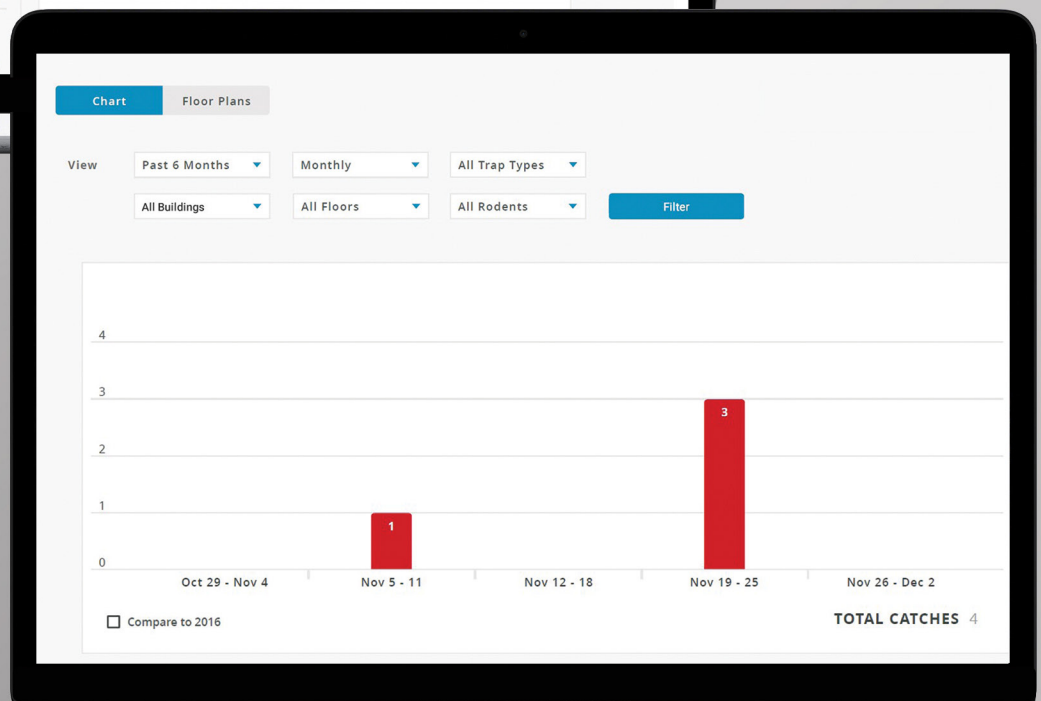 Chart Floor Plans
View Past 6 Months Monthly All Trap Types
All Buildings All Floors All Rodents Filter
4
3
3
2
1
1
0
Oct 29 - Nov 4 Nov 5 - 11 Nov 12 - 18 Nov 19 - 25 Nov 26 - Dec 2
Compare to 2016 TOTAL CATCHES 4